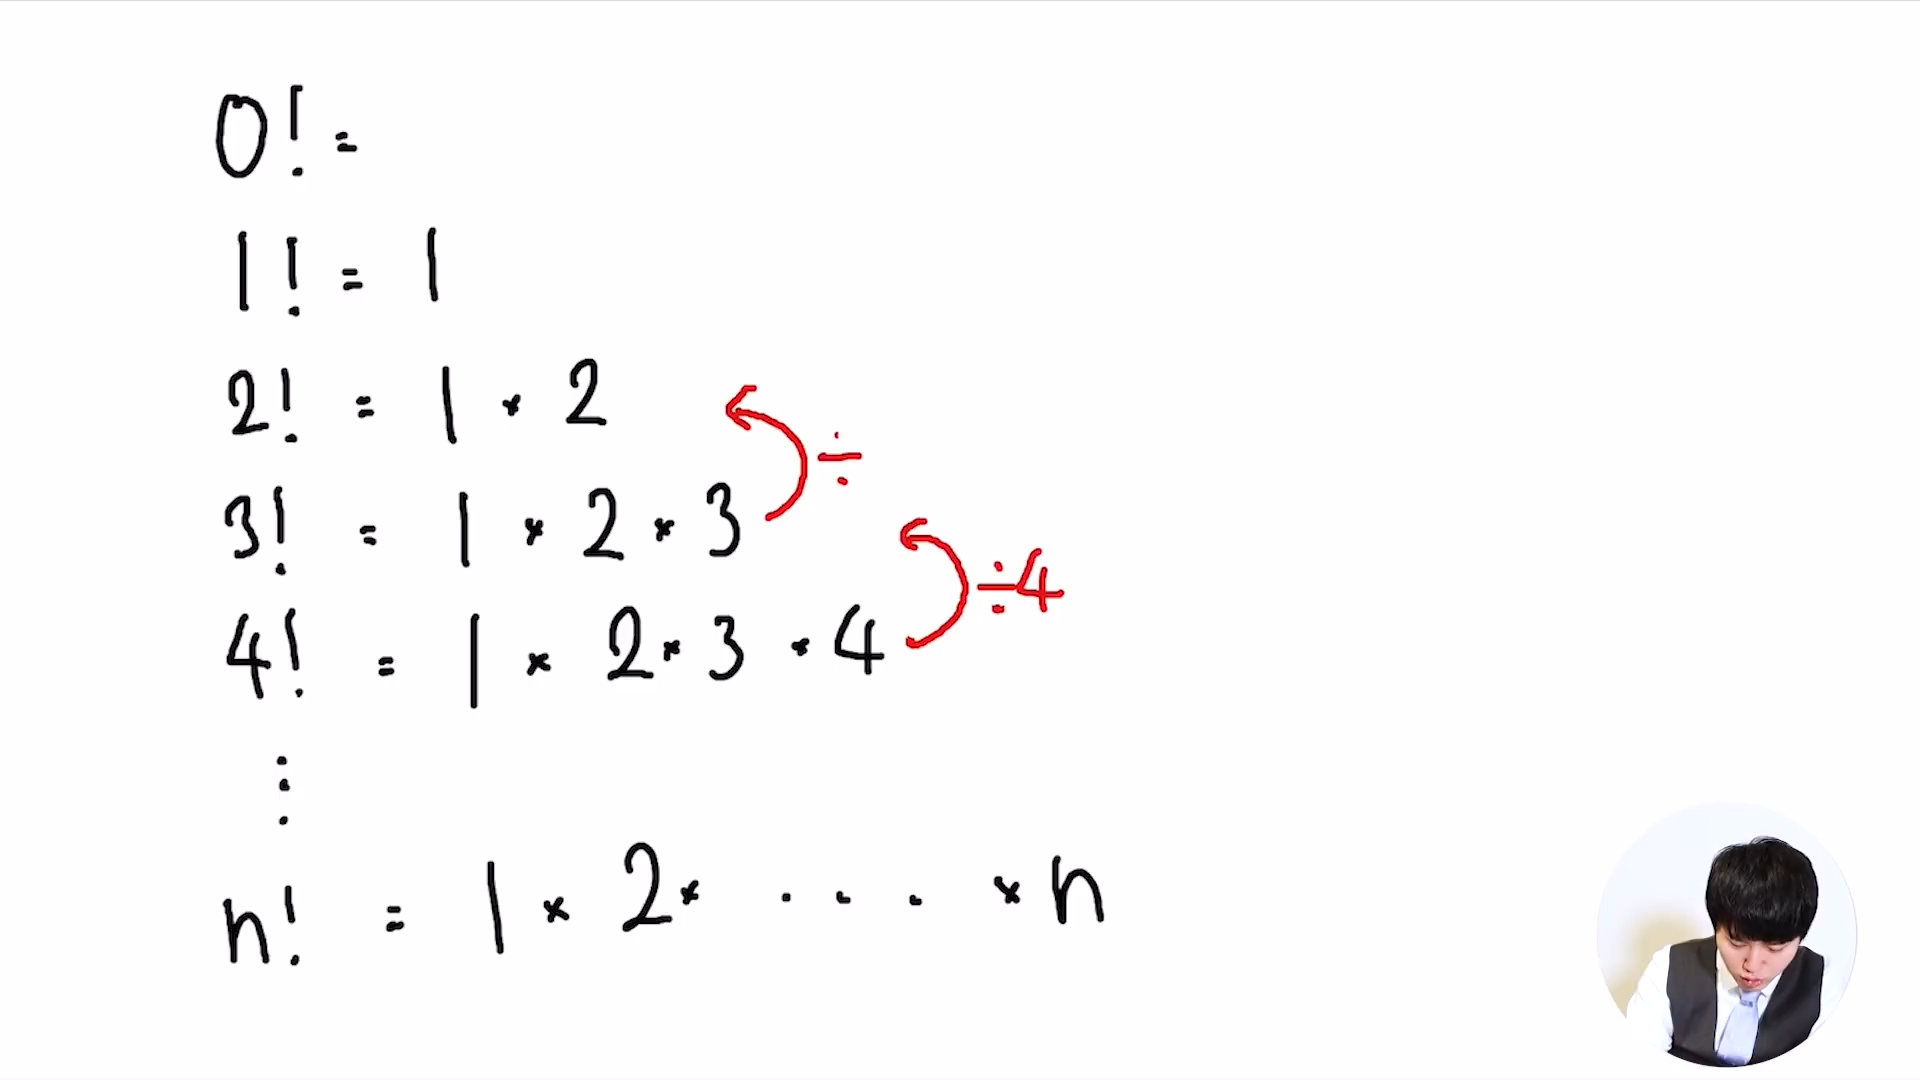 0! =
1! = 1
2! = 1 * 2
÷
3! = 1 * 2 * 3
÷4
4! = 1 * 2 * 3 * 4
⋮
n! = 1 * 2 * . . . * n